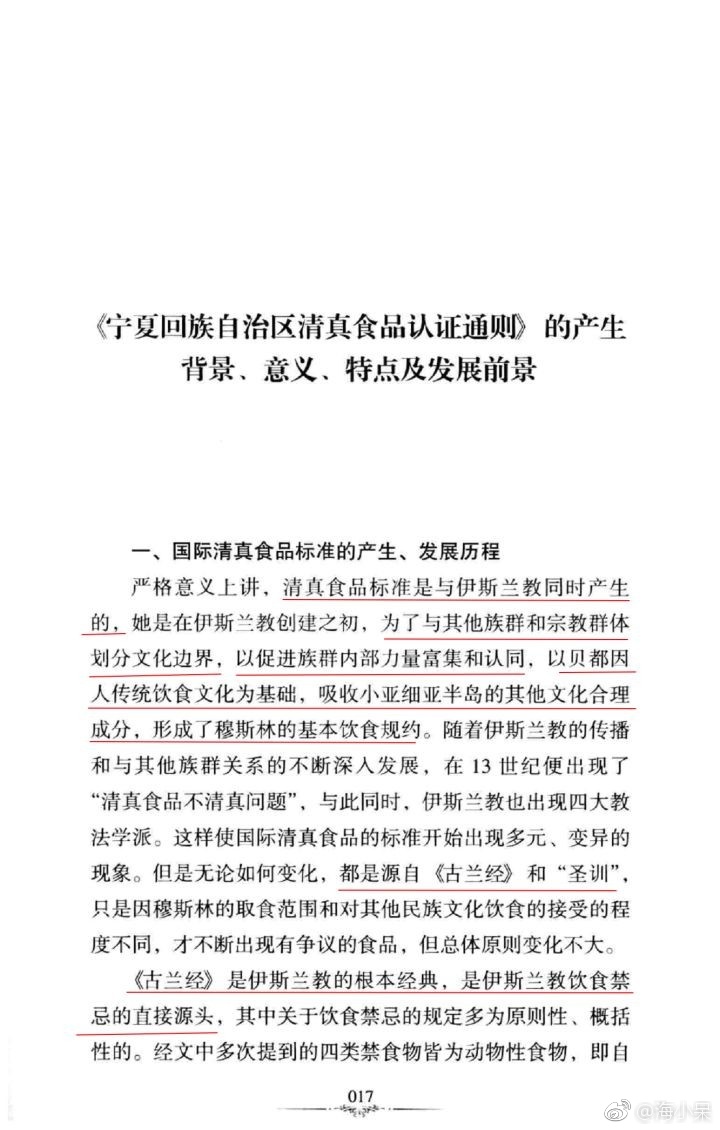 《宁夏回族自治区清真食品认证通则》的产生
背景、意义、特点及发展前景
一、国际清真食品标准的产生、发展历程
严格意义上讲，清真食品标准是与伊斯兰教同时产生
的，她是在伊斯兰教创建之初，为了与其他族群和宗教群体
划分文化边界，以促进族群内部力量富集和认同，以贝都因
人传统饮食文化为基础，吸收小亚细亚半岛的其他文化合理
成分，形成了穆斯林的基本饮食规约。随着伊斯兰教的传播
和与其他族群关系的不断深入发展，在13世纪便出现了
“清真食品不清真问题”，与此同时，伊斯兰教也出现四大教
法学派。这样使国际清真食品的标准开始出现多元、变异的
现象。但是无论如何变化，都是源自《古兰经》和“圣训”，
只是因穆斯林的取食范围和对其他民族文化饮食的接受的程
度不同，才不断出现有争议的食品，但总体原则变化不大。
《古兰经》是伊斯兰教的根本经典，是伊斯兰教饮食禁
忌的直接源头，其中关于饮食禁忌的规定多为原则性、概括
性的。经文中多次提到的四类禁食物皆为动物性食物，即自
017
@海小杲